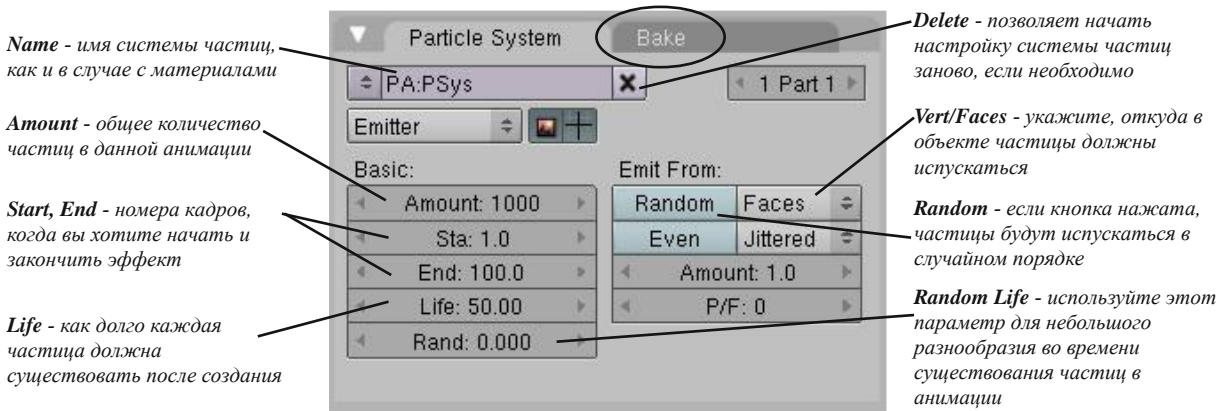 Name - имя системы частиц,
как и в случае с материалами
Amount - общее количество
частиц в данной анимации
Start, End - номера кадров,
когда вы хотите начать и
закончить эффект
Life - как долго каждая
частица должна
существовать после создания
Particle System
Bake
PA:PSys
1 Part 1
Emitter
Basic:
Amount: 1000
Sta: 1.0
End: 100.0
Life: 50.00
Rand: 0.000
Emit From:
Random
Faces
Even
Jittered
Amount: 1.0
P/F: 0
Delete - позволяет начать
настройку системы частиц
заново, если необходимо
Vert/Faces - укажите, откуда в
объекте частицы должны
испускаться
Random - если кнопка нажата,
частицы будут испускаться в
случайном порядке
Random Life - используйте этот
параметр для небольшого
разнообразия во времени
существования частиц в
анимации